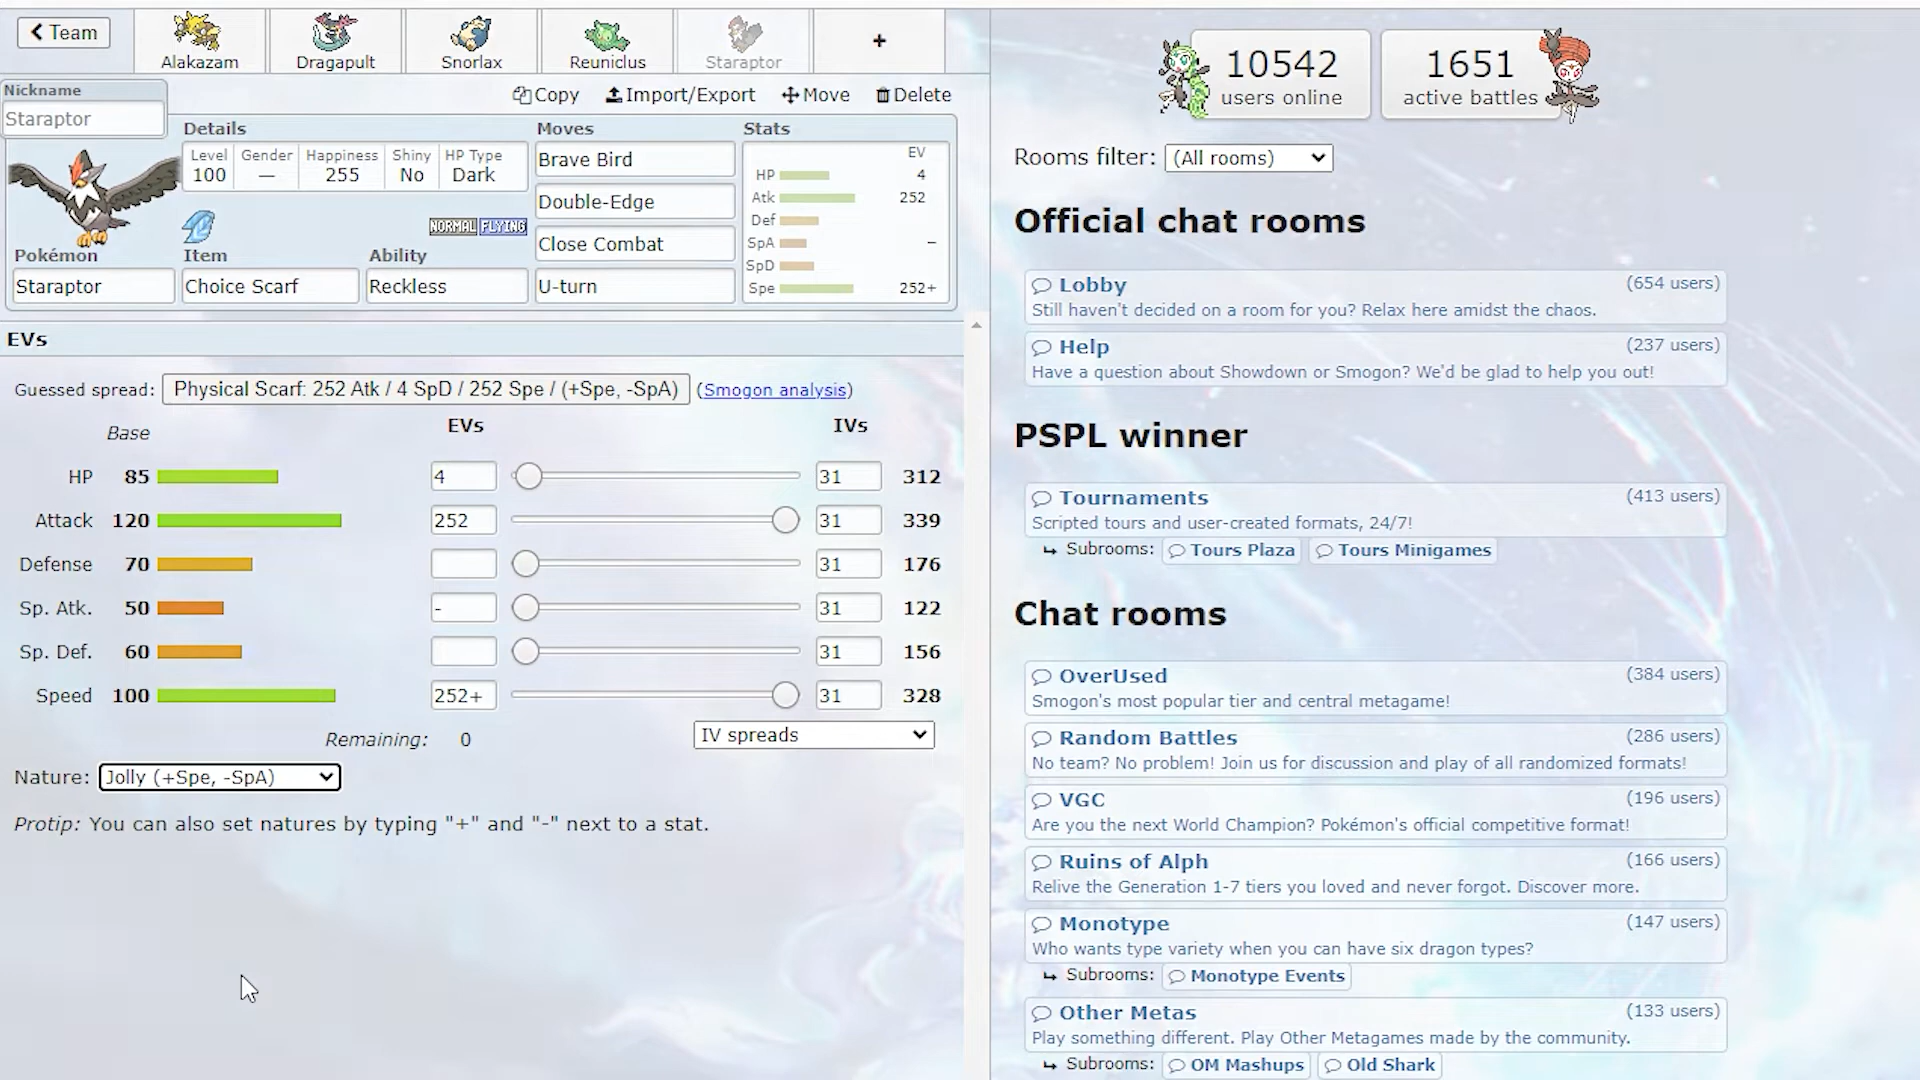 Team
Alakazam
Dragapult
Snorlax
Reuniclus
Staraptor
+
Copy
Import/Export
Move
Delete
Nickname
Staraptor
Details
Level
100
Gender
—
Happiness
255
Shiny
No
HP Type
Dark
NORMAL FLYING
Pokémon
Staraptor
Item
Choice Scarf
Ability
Reckless
Moves
Brave Bird
Double-Edge
Close Combat
U-turn
Stats
EV
HP 4
Atk 252
Def
SpA –
SpD
Spe 252+
EVs
Guessed spread: Physical Scarf: 252 Atk / 4 SpD / 252 Spe / (+Spe, -SpA) (Smogon analysis)
Base EVs IVs
HP 85 4 31 312
Attack 120 252 31 339
Defense 70 31 176
Sp. Atk. 50 - 31 122
Sp. Def. 60 31 156
Speed 100 252+ 31 328
Remaining: 0
IV spreads
Nature: Jolly (+Spe, -SpA)
Protip: You can also set natures by typing "+" and "-" next to a stat.
10542
users online
1651
active battles
Rooms filter: (All rooms)
Official chat rooms
Lobby (654 users)
Still haven't decided on a room for you? Relax here amidst the chaos.
Help (237 users)
Have a question about Showdown or Smogon? We'd be glad to help you out!
PSPL winner
Tournaments (413 users)
Scripted tours and user-created formats, 24/7!
Subrooms: Tours Plaza Tours Minigames
Chat rooms
OverUsed (384 users)
Smogon's most popular tier and central metagame!
Random Battles (286 users)
No team? No problem! Join us for discussion and play of all randomized formats!
VGC (196 users)
Are you the next World Champion? Pokémon's official competitive format!
Ruins of Alph (166 users)
Relive the Generation 1-7 tiers you loved and never forgot. Discover more.
Monotype (147 users)
Who wants type variety when you can have six dragon types?
Subrooms: Monotype Events
Other Metas (133 users)
Play something different. Play Other Metagames made by the community.
Subrooms: OM Mashups Old Shark